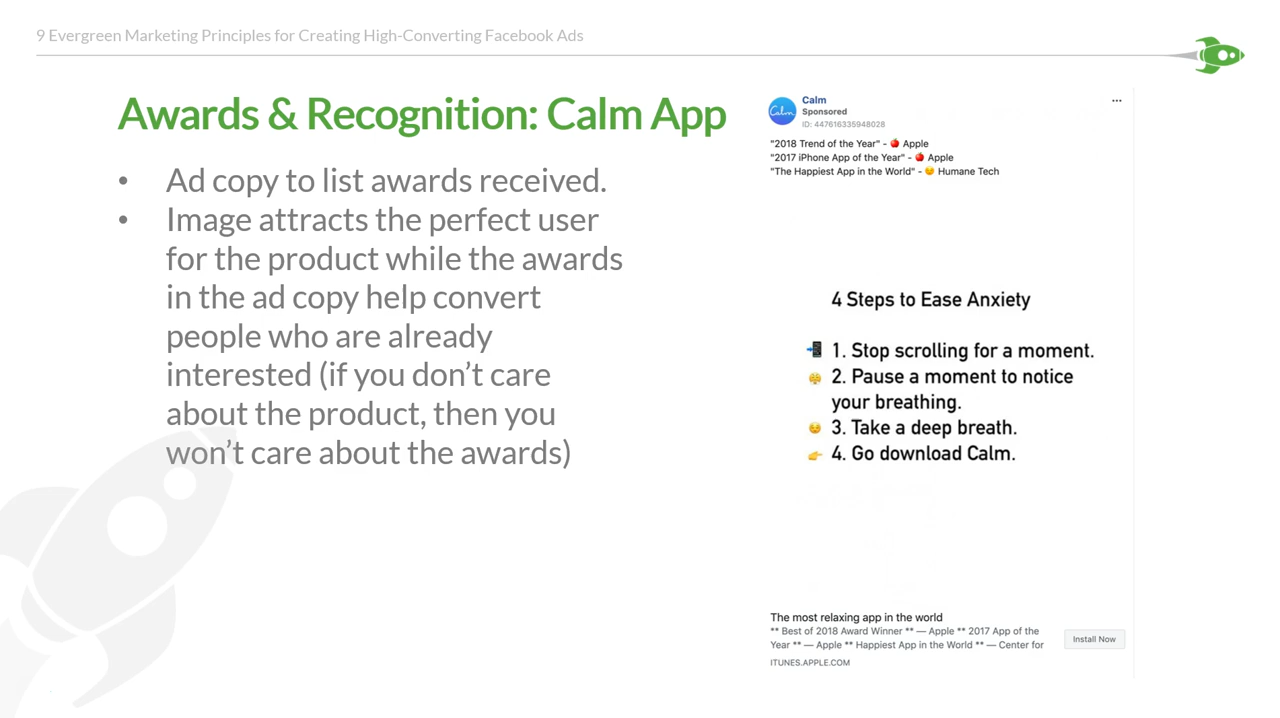 9 Evergreen Marketing Principles for Creating High-Converting Facebook Ads
Awards & Recognition: Calm App
• Ad copy to list awards received.
• Image attracts the perfect user
for the product while the awards
in the ad copy help convert
people who are already
interested (if you don’t care
about the product, then you
won’t care about the awards)
Calm
Calm
Sponsored
ID: 447616335948028
"2018 Trend of the Year" - 🍎 Apple
"2017 iPhone App of the Year" - 🍎 Apple
"The Happiest App in the World" - 😌 Humane Tech
4 Steps to Ease Anxiety
📲 1. Stop scrolling for a moment.
2. Pause a moment to notice
your breathing.
😌 3. Take a deep breath.
👉 4. Go download Calm.
The most relaxing app in the world
** Best of 2018 Award Winner ** — Apple ** 2017 App of the
Year ** — Apple ** Happiest App in the World ** — Center for
Install Now
ITUNES.APPLE.COM